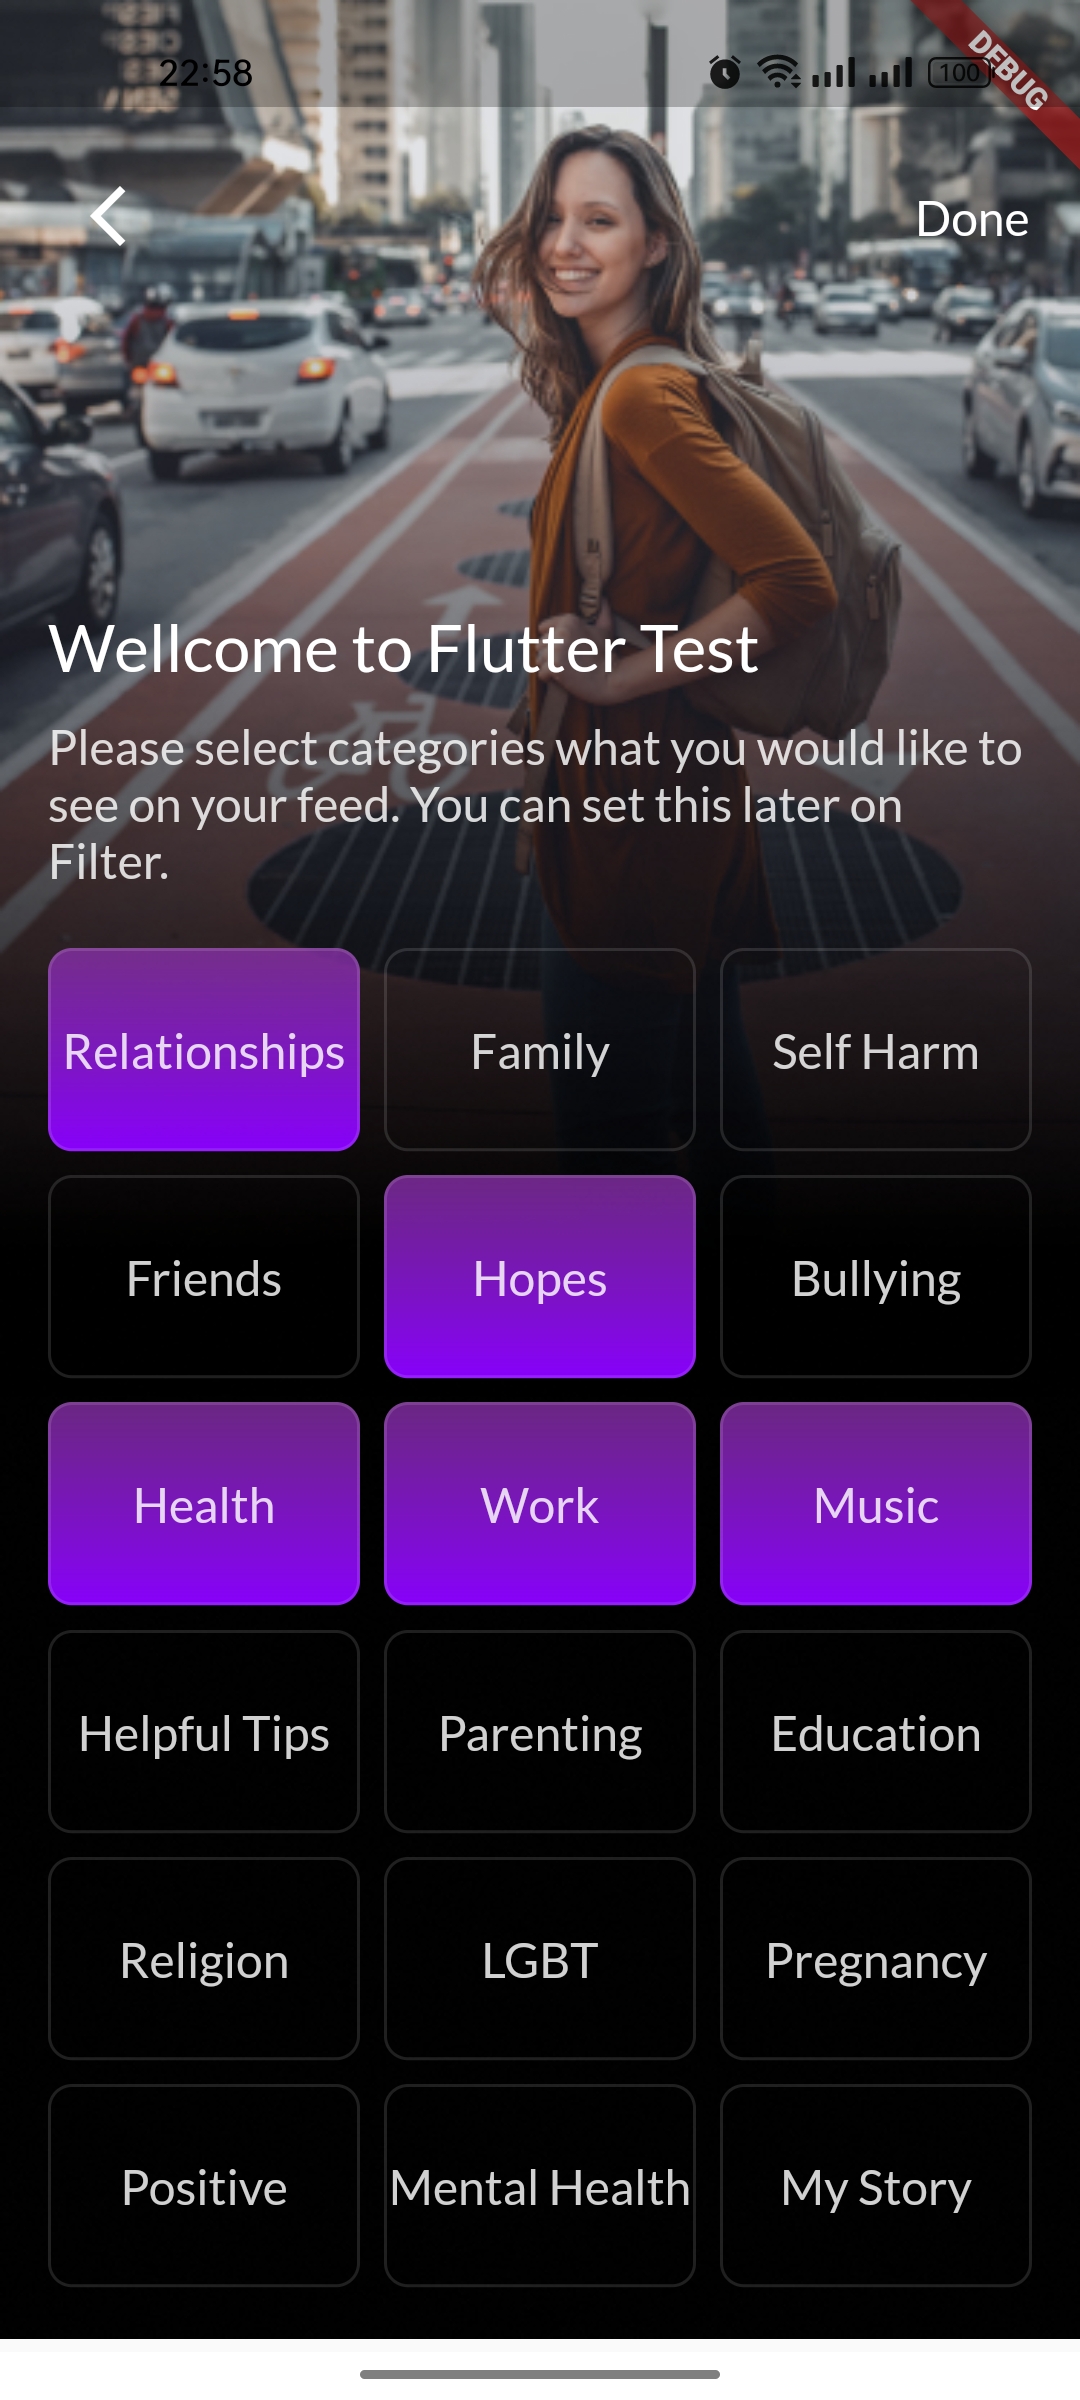 22:58
100
DEBUG
Done
Wellcome to Flutter Test
Please select categories what you would like to
see on your feed. You can set this later on
Filter.
Relationships
Family
Self Harm
Friends
Hopes
Bullying
Health
Work
Music
Helpful Tips
Parenting
Education
Religion
LGBT
Pregnancy
Positive
Mental Health
My Story